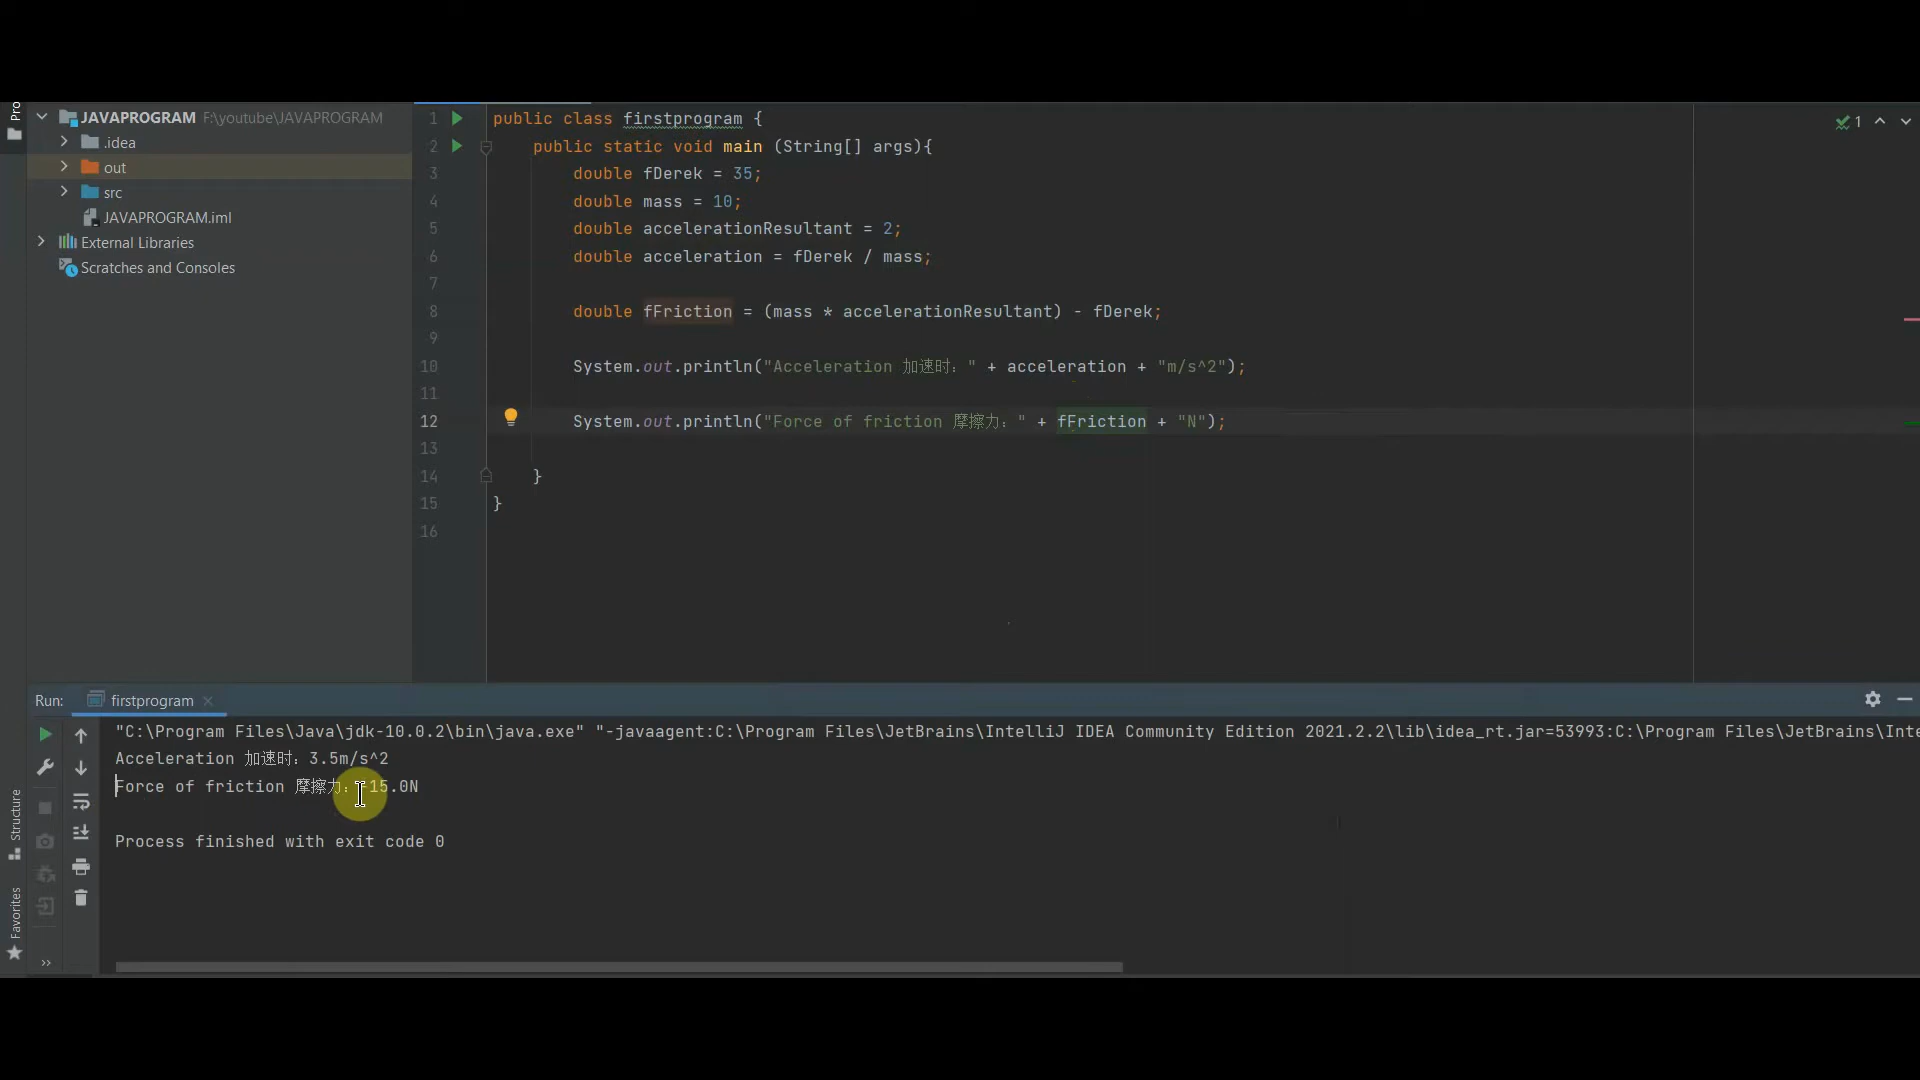 Pro
JAVAPROGRAM F:\youtube\JAVAPROGRAM
.idea
out
src
JAVAPROGRAM.iml
External Libraries
Scratches and Consoles
1 public class firstprogram {
2 public static void main (String[] args){
3 double fDerek = 35;
4 double mass = 10;
5 double accelerationResultant = 2;
6 double acceleration = fDerek / mass;
7
8 double fFriction = (mass * accelerationResultant) - fDerek;
9
10 System.out.println("Acceleration 加速时：" + acceleration + "m/s^2");
11
12 System.out.println("Force of friction 摩擦力：" + fFriction + "N");
13
14 }
15 }
16
1
Run: firstprogram
"C:\Program Files\Java\jdk-10.0.2\bin\java.exe" "-javaagent:C:\Program Files\JetBrains\IntelliJ IDEA Community Edition 2021.2.2\lib\idea_rt.jar=53993:C:\Program Files\JetBrains\Inte
Acceleration 加速时：3.5m/s^2
Force of friction 摩擦力：-15.0N
Process finished with exit code 0
Structure
Favorites